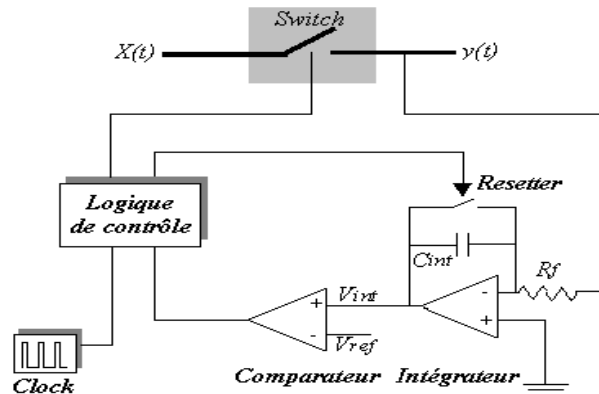 Switch
X(t)
y(t)
Logique
de contrôle
Resetter
Cint
Rf
Vint
Vref
+
-
-
+
Clock
Comparateur
Intégrateur